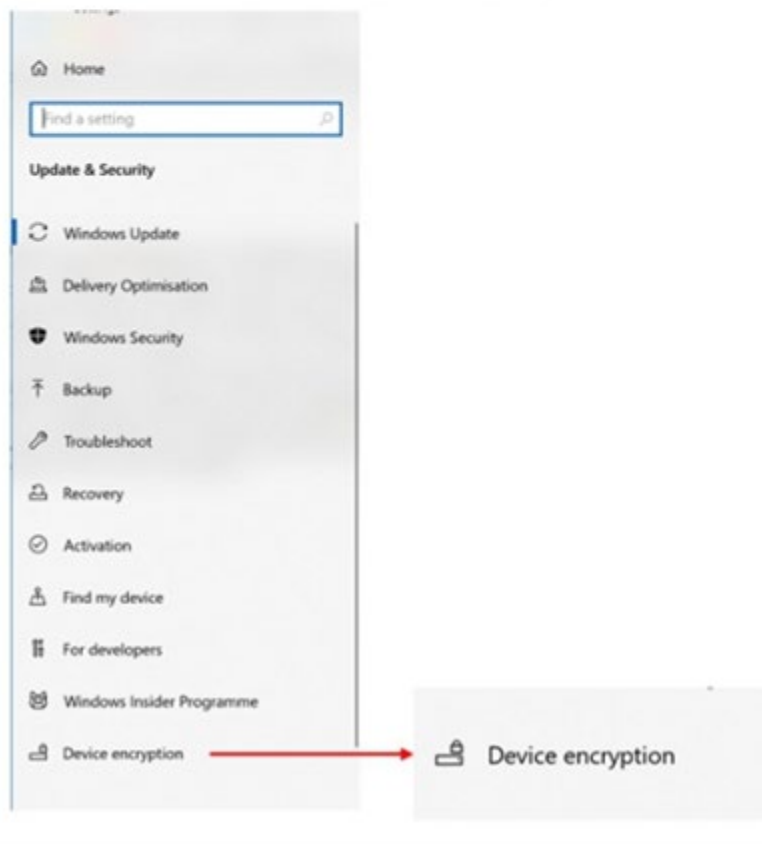 Home
Find a setting
Update & Security
Windows Update
Delivery Optimisation
Windows Security
Backup
Troubleshoot
Recovery
Activation
Find my device
For developers
Windows Insider Programme
Device encryption
Device encryption